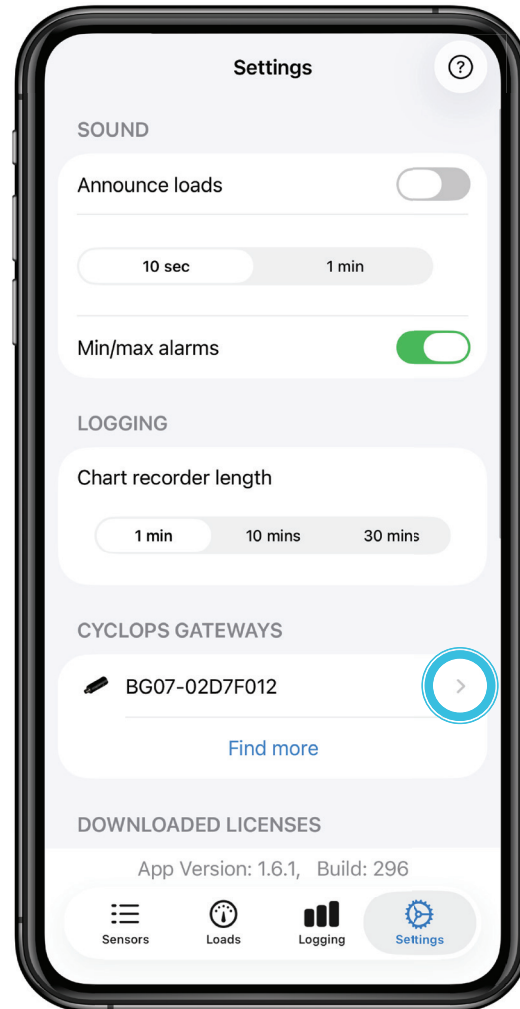 Settings
?
SOUND
Announce loads
10 sec 1 min
Min/max alarms
LOGGING
Chart recorder length
1 min 10 mins 30 mins
CYCLOPS GATEWAYS
BG07-02D7F012
Find more
DOWNLOADED LICENSES
App Version: 1.6.1, Build: 296
Sensors Loads Logging Settings